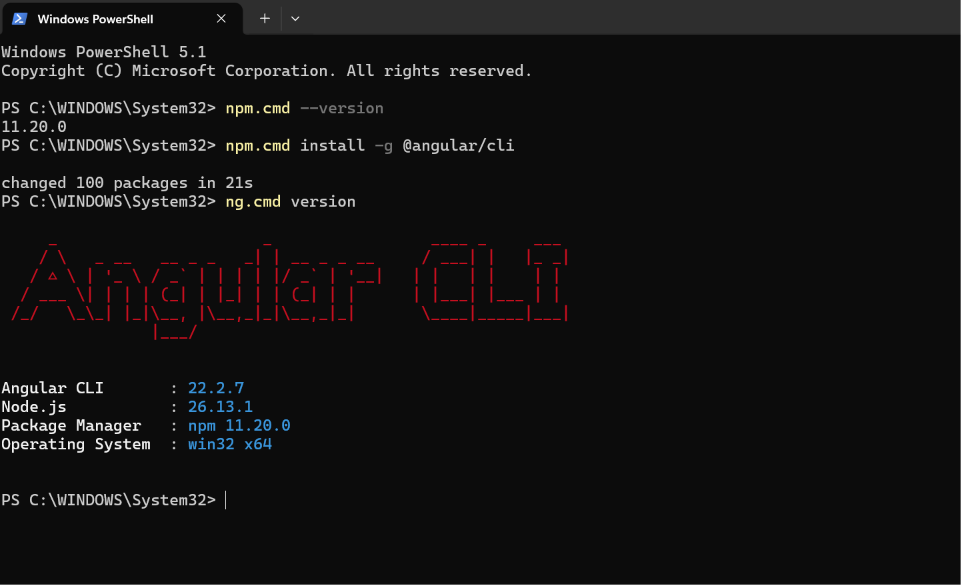 Windows PowerShell
Windows PowerShell 5.1
Copyright (C) Microsoft Corporation. All rights reserved.
PS C:\WINDOWS\System32> npm.cmd --version
11.20.0
PS C:\WINDOWS\System32> npm.cmd install -g @angular/cli
changed 100 packages in 21s
PS C:\WINDOWS\System32> ng.cmd version
Angular CLI
Angular CLI : 22.2.7
Node.js : 26.13.1
Package Manager : npm 11.20.0
Operating System : win32 x64
PS C:\WINDOWS\System32>